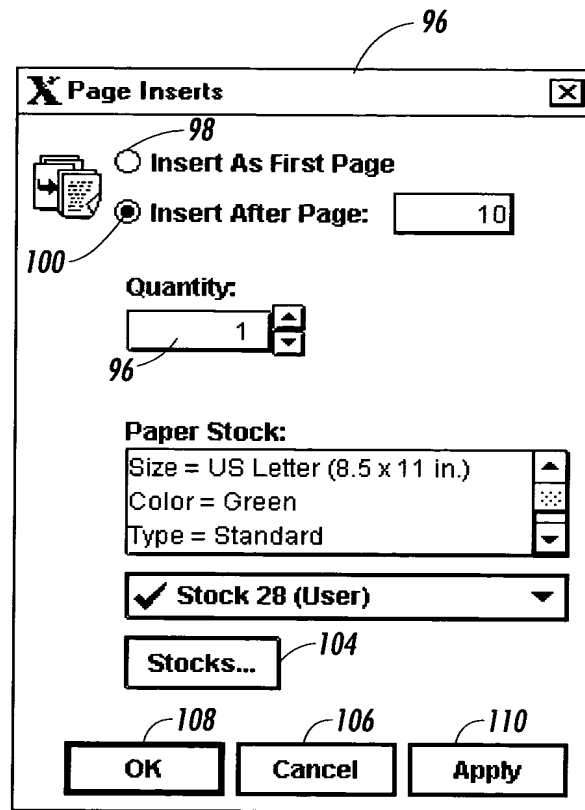 96
X Page Inserts
98
Insert As First Page
Insert After Page: 10
100
Quantity:
1
96
Paper Stock:
Size = US Letter (8.5 x 11 in.)
Color = Green
Type = Standard
Stock 28 (User)
Stocks... 104
108 106 110
OK Cancel Apply